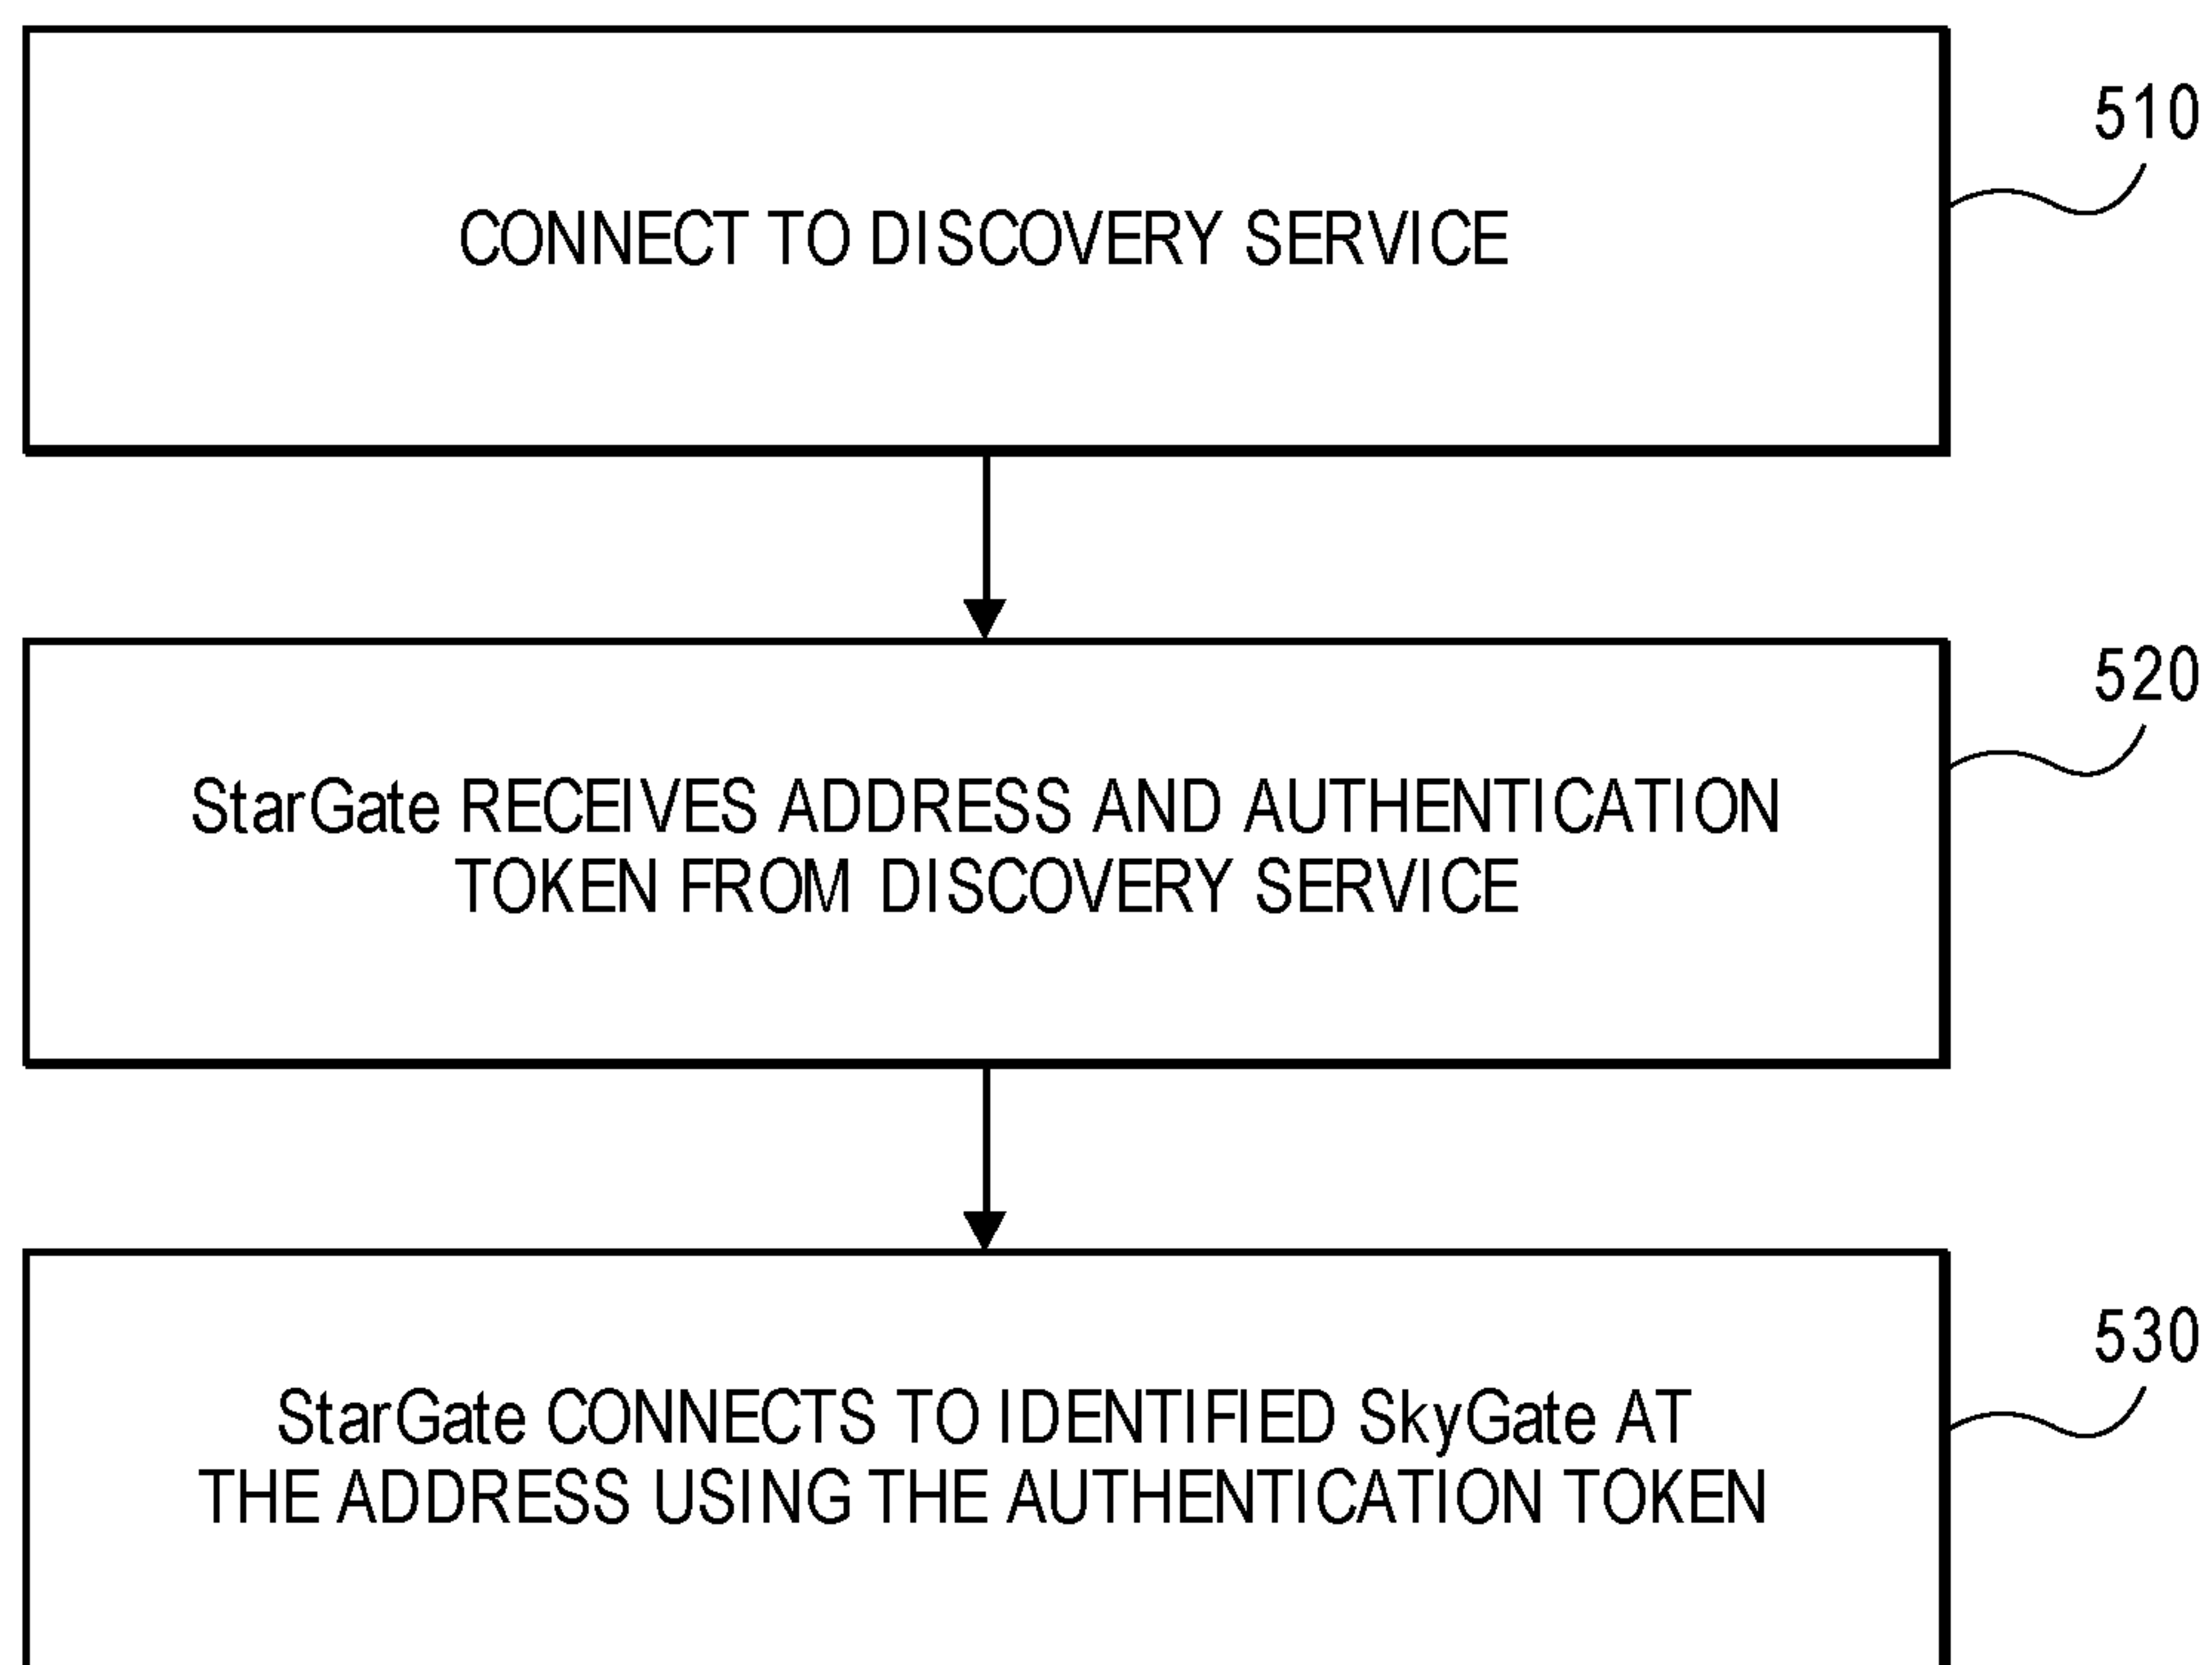 510
CONNECT TO DISCOVERY SERVICE
520
StarGate RECEIVES ADDRESS AND AUTHENTICATION
TOKEN FROM DISCOVERY SERVICE
530
StarGate CONNECTS TO IDENTIFIED SkyGate AT
THE ADDRESS USING THE AUTHENTICATION TOKEN